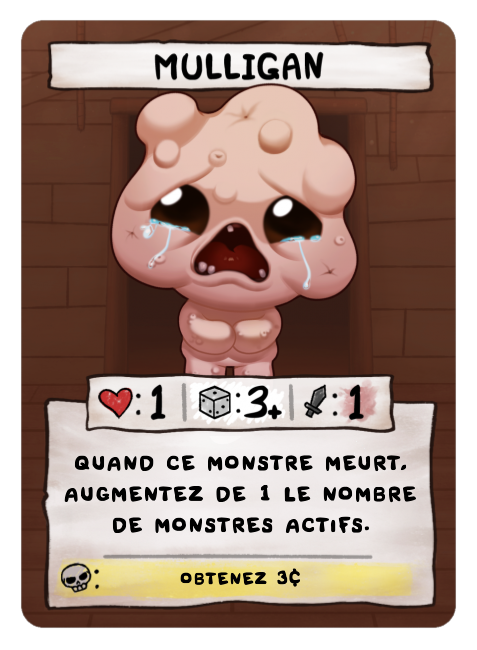 MULLIGAN
:1 :3+ :1
QUAND CE MONSTRE MEURT,
AUGMENTEZ DE 1 LE NOMBRE
DE MONSTRES ACTIFS.
: OBTENEZ 3¢